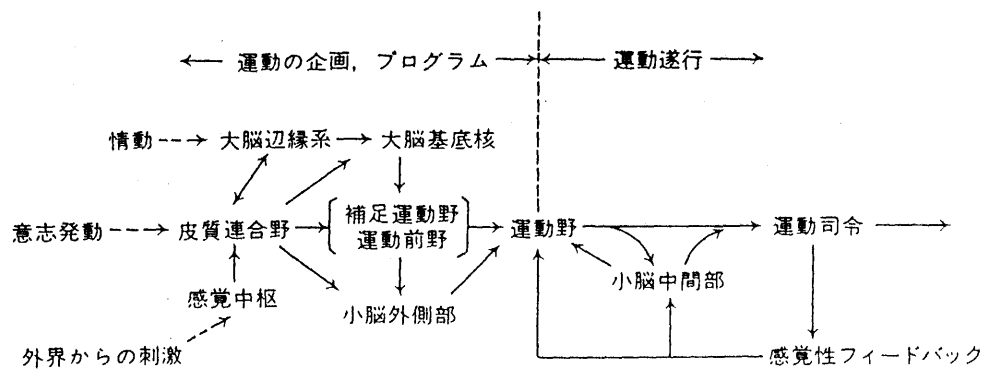 運動の企画,プログラム
運動遂行
情動
大脳辺縁系
大脳基底核
意志発動
皮質連合野
補足運動野
運動前野
運動野
運動司令
感覚中枢
小脳外側部
小脳中間部
外界からの刺激
感覚性フィードバック